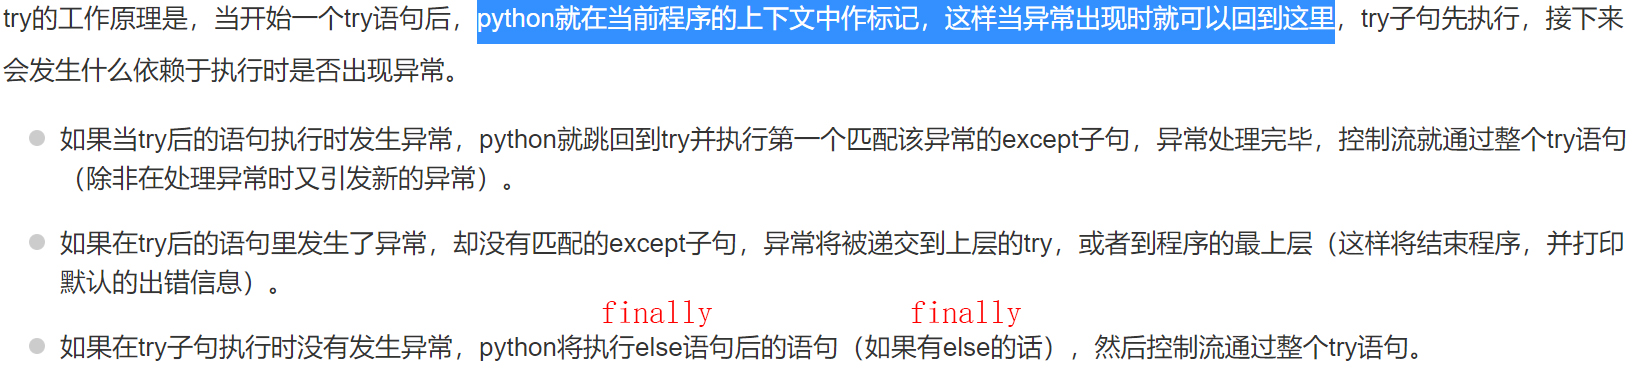 try的工作原理是，当开始一个try语句后，python就在当前程序的上下文中作标记，这样当异常出现时就可以回到这里，try子句先执行，接下来
会发生什么依赖于执行时是否出现异常。
如果当try后的语句执行时发生异常，python就跳回到try并执行第一个匹配该异常的except子句，异常处理完毕，控制流就通过整个try语句
（除非在处理异常时又引发新的异常）。
如果在try后的语句里发生了异常，却没有匹配的except子句，异常将被递交到上层的try，或者到程序的最上层（这样将结束程序，并打印
默认的出错信息）。
finally finally
如果在try子句执行时没有发生异常，python将执行else语句后的语句（如果有else的话），然后控制流通过整个try语句。